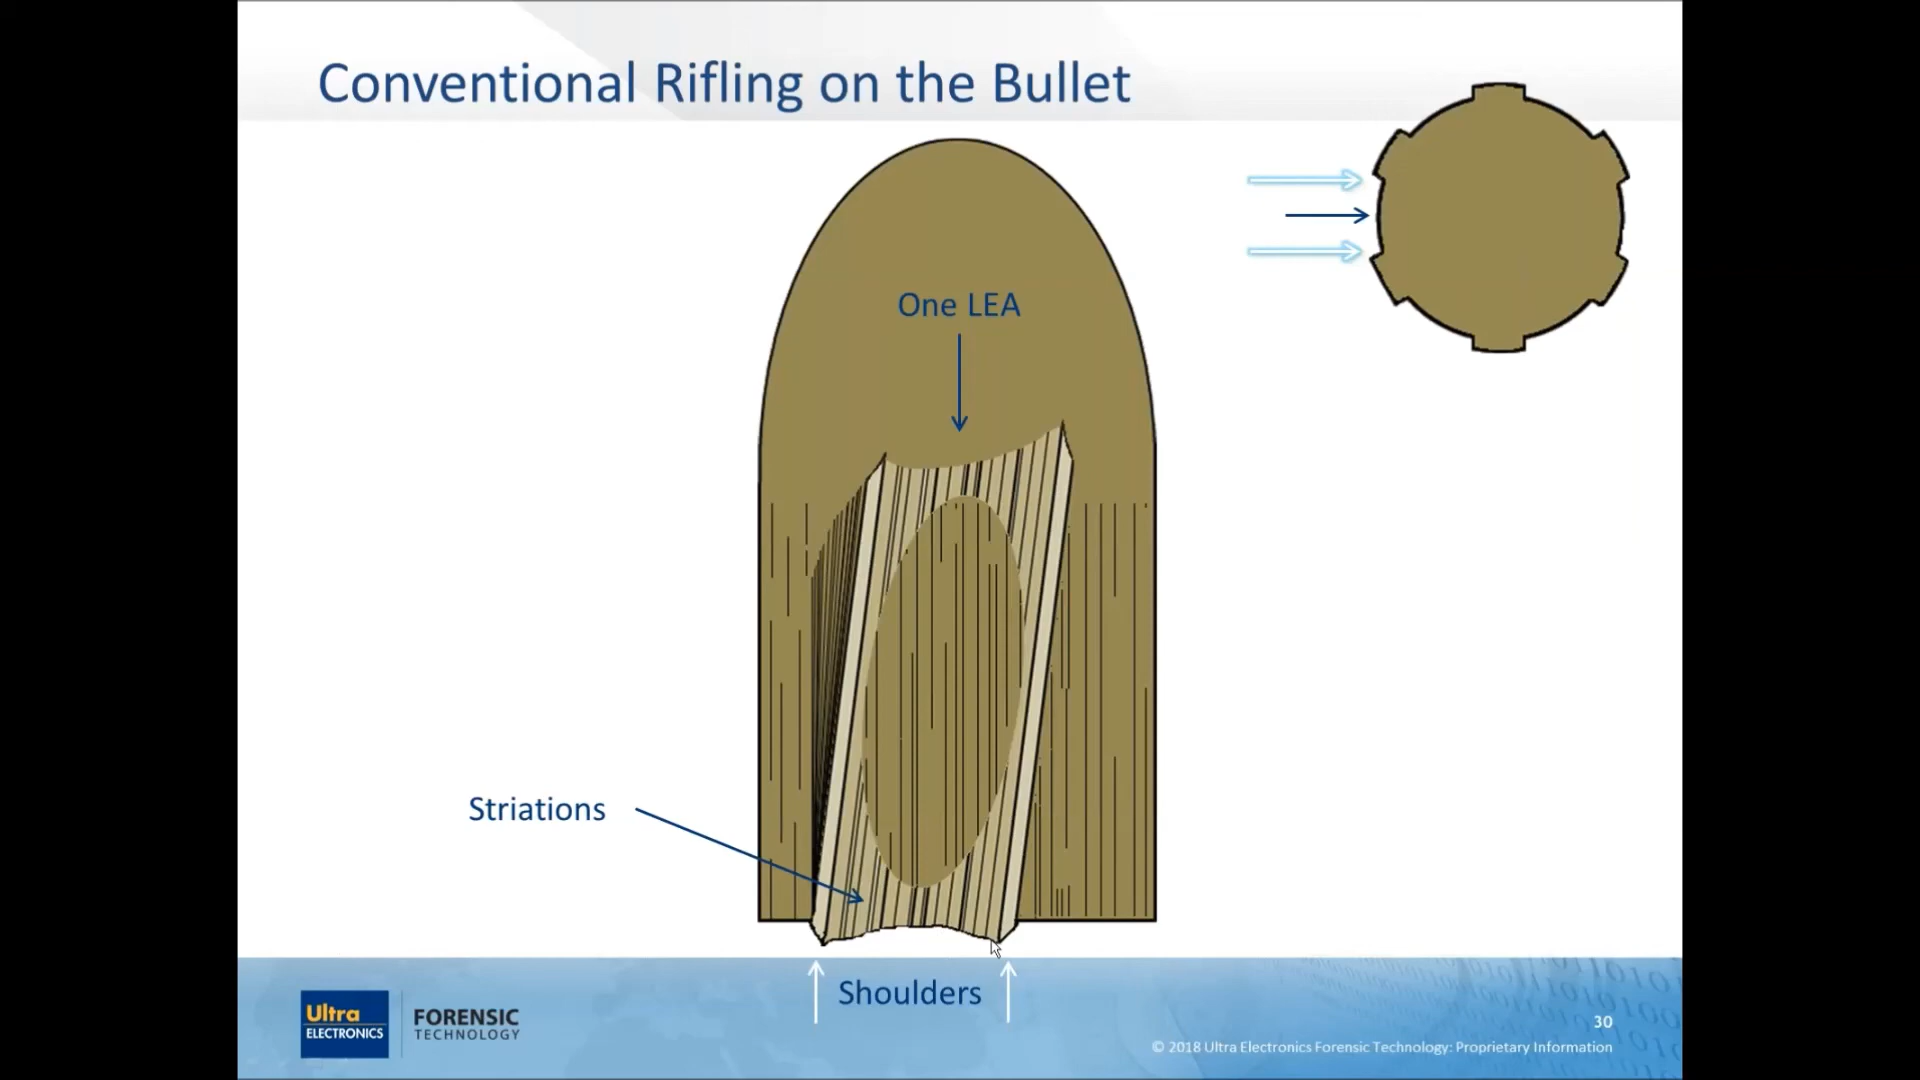 Conventional Rifling on the Bullet
One LEA
Striations
Shoulders
Ultra
ELECTRONICS
FORENSIC
TECHNOLOGY
30
© 2018 Ultra Electronics Forensic Technology: Proprietary Information